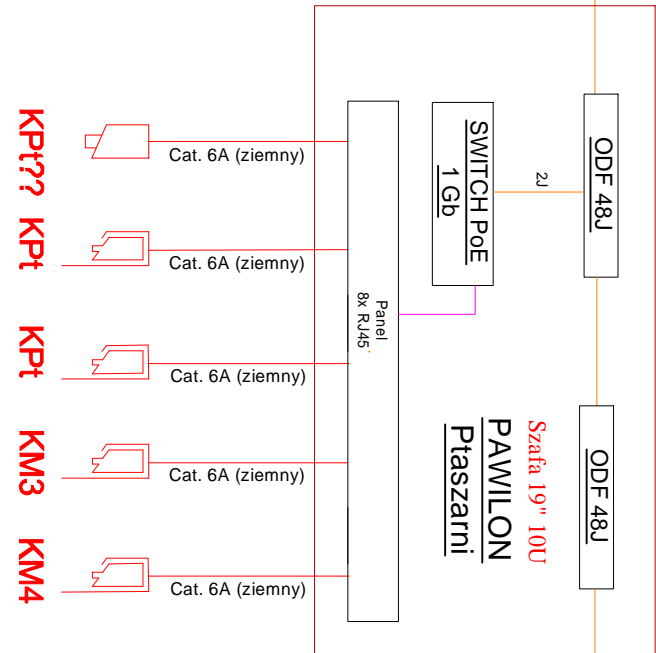 KPt??
KPt
KPt
KM3
KM4
Cat. 6A (ziemny)
Cat. 6A (ziemny)
Cat. 6A (ziemny)
Cat. 6A (ziemny)
Cat. 6A (ziemny)
Panel
8x RJ45
SWITCH PoE
1 Gb
2J
ODF 48J
ODF 48J
Szafa 19" 10U
PAWILON
Ptaszarni